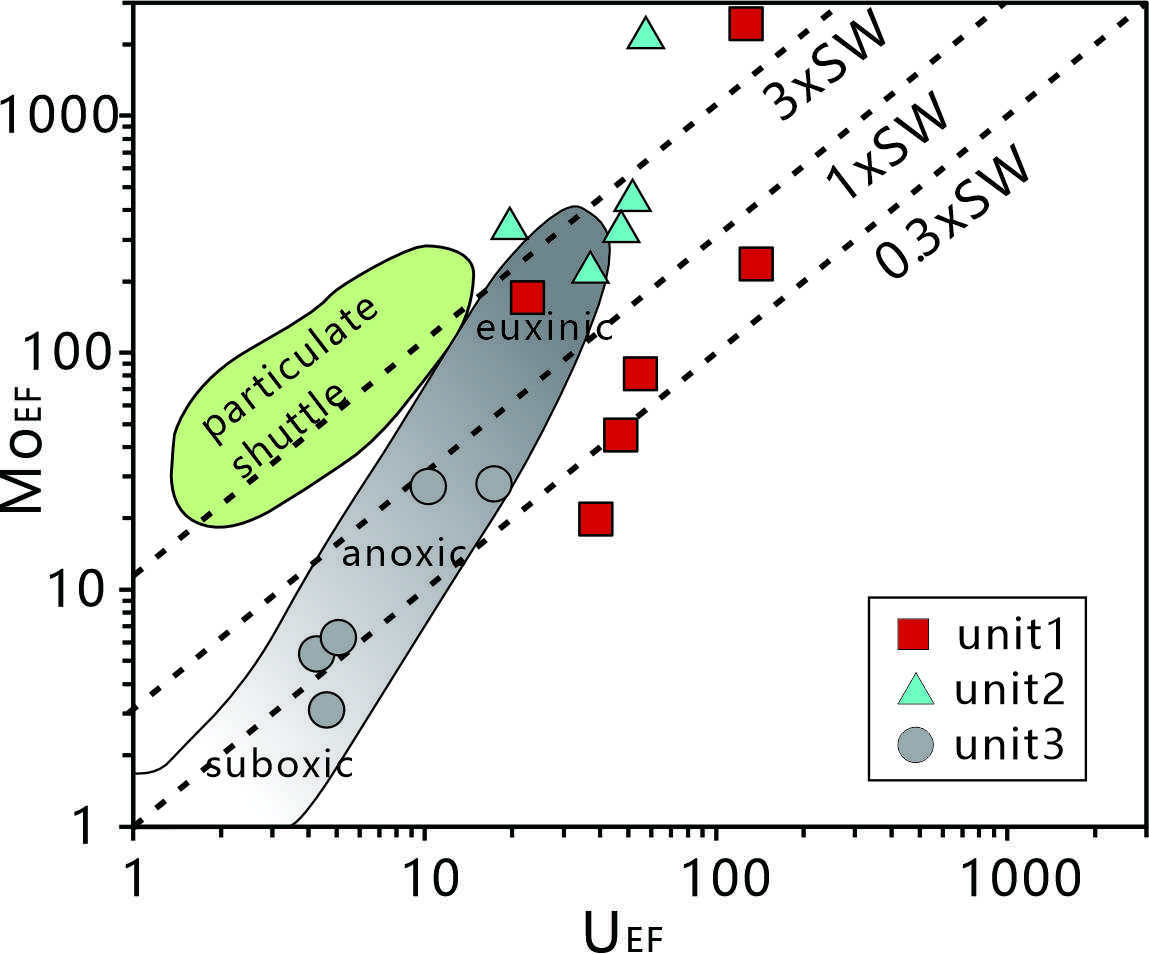 1000
100
10
1
MoEF
3xSW
1xSW
0.3xSW
particulate
shuttle
euxinic
anoxic
suboxic
unit1
unit2
unit3
1 10 100 1000
UEF